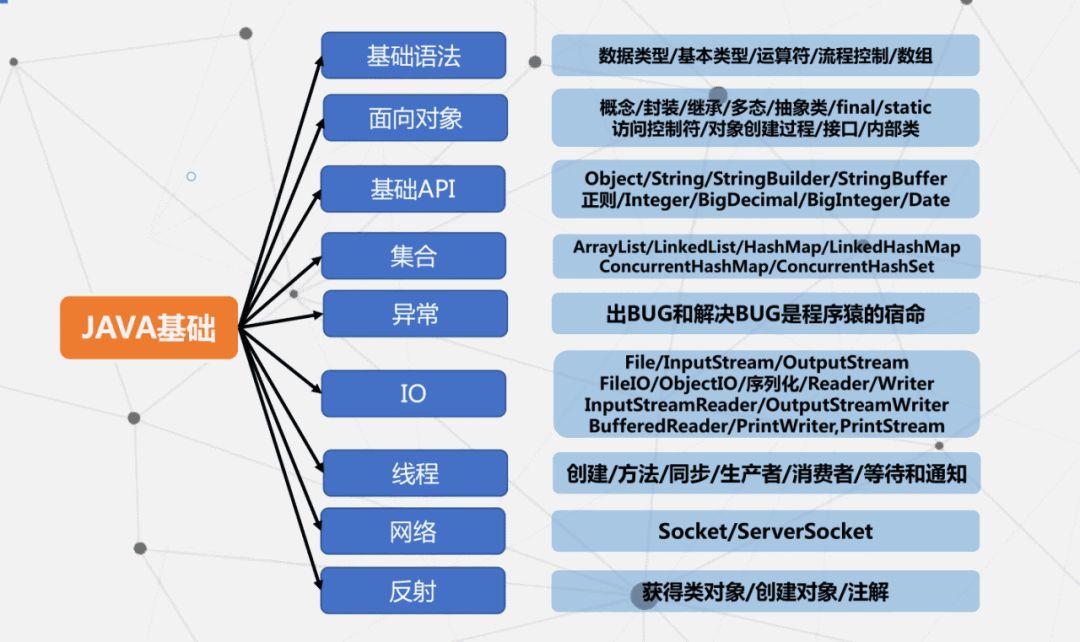 JAVA基础
基础语法
数据类型/基本类型/运算符/流程控制/数组
面向对象
概念/封装/继承/多态/抽象类/final/static
访问控制符/对象创建过程/接口/内部类
基础API
Object/String/StringBuilder/StringBuffer
正则/Integer/BigDecimal/BigInteger/Date
集合
ArrayList/LinkedList/HashMap/LinkedHashMap
ConcurrentHashMap/ConcurrentHashSet
异常
出BUG和解决BUG是程序猿的宿命
IO
File/InputStream/OutputStream
FileIO/ObjectIO/序列化/Reader/Writer
InputStreamReader/OutputStreamWriter
BufferedReader/PrintWriter,PrintStream
线程
创建/方法/同步/生产者/消费者/等待和通知
网络
Socket/ServerSocket
反射
获得类对象/创建对象/注解